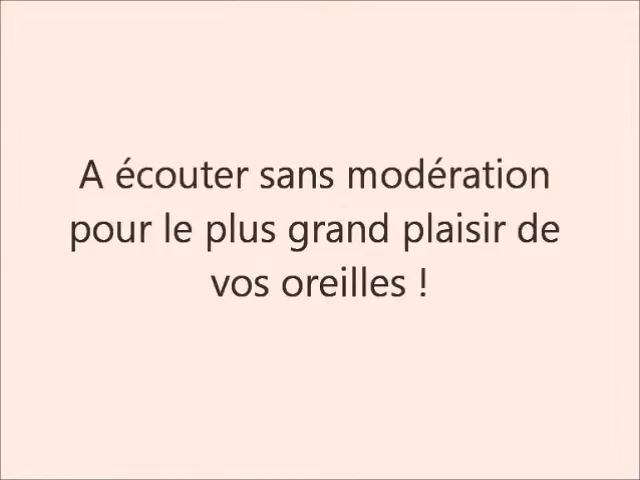 A écouter sans modération
pour le plus grand plaisir de
vos oreilles !